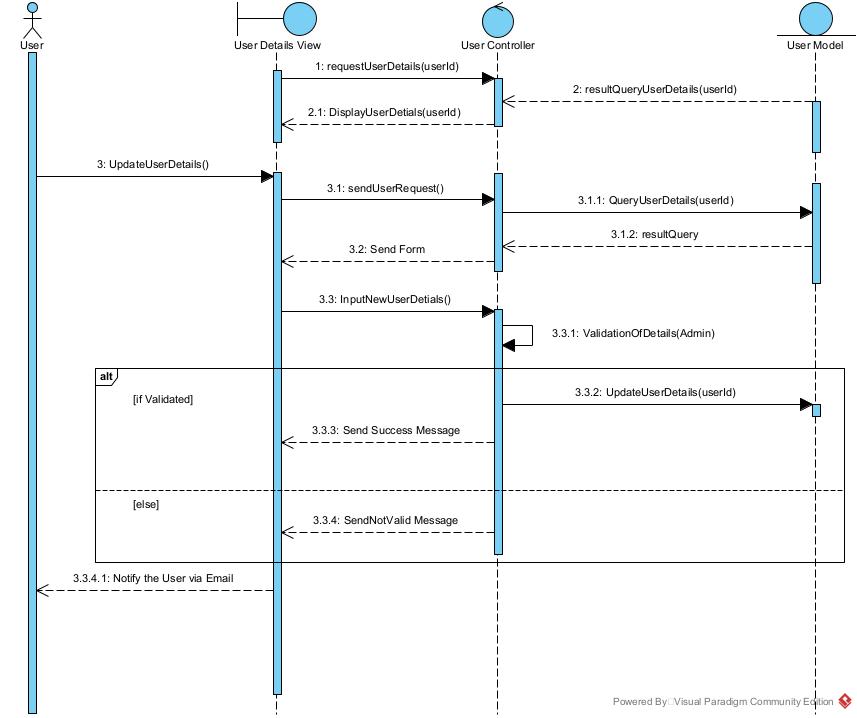 User
User Details View
User Controller
User Model
1: requestUserDetails(userId)
2: resultQueryUserDetails(userId)
2.1: DisplayUserDetials(userId)
3: UpdateUserDetails()
3.1: sendUserRequest()
3.1.1: QueryUserDetails(userId)
3.1.2: resultQuery
3.2: Send Form
3.3: InputNewUserDetials()
3.3.1: ValidationOfDetails(Admin)
alt
[if Validated]
3.3.2: UpdateUserDetails(userId)
3.3.3: Send Success Message
[else]
3.3.4: SendNotValid Message
3.3.4.1: Notify the User via Email
Powered By Visual Paradigm Community Edition